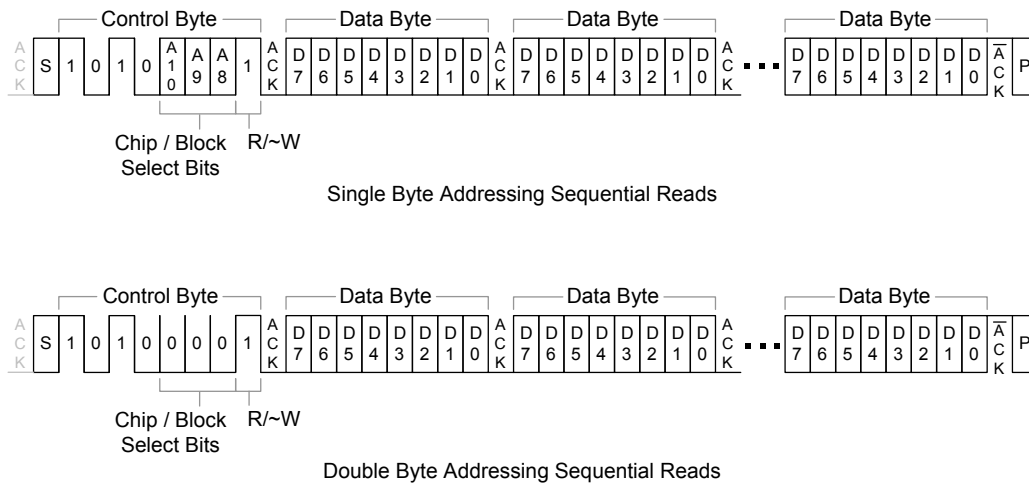 Control Byte Data Byte Data Byte Data Byte
ACK S 1 0 1 0 A10 A9 A8 1 ACK D7 D6 D5 D4 D3 D2 D1 D0 ACK D7 D6 D5 D4 D3 D2 D1 D0 ACK ▪▪▪ D7 D6 D5 D4 D3 D2 D1 D0 A̅CK P
Chip / Block R/~W
Select Bits
Single Byte Addressing Sequential Reads
Control Byte Data Byte Data Byte Data Byte
ACK S 1 0 1 0 0 0 0 1 ACK D7 D6 D5 D4 D3 D2 D1 D0 ACK D7 D6 D5 D4 D3 D2 D1 D0 ACK ▪▪▪ D7 D6 D5 D4 D3 D2 D1 D0 A̅CK P
Chip / Block R/~W
Select Bits
Double Byte Addressing Sequential Reads